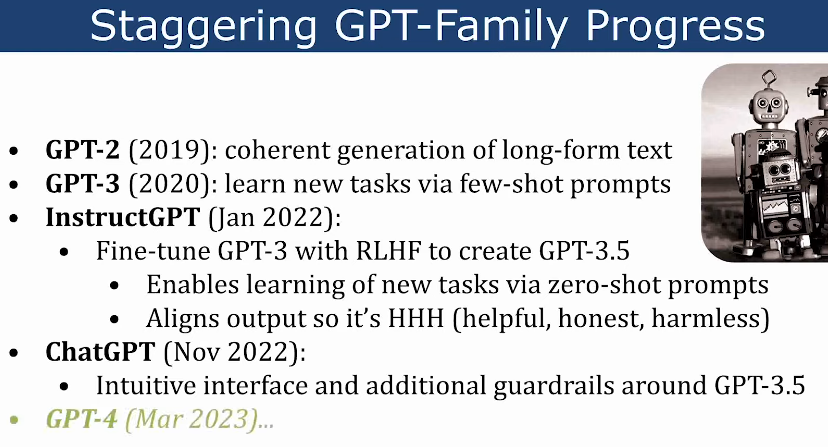 Staggering GPT-Family Progress
• GPT-2 (2019): coherent generation of long-form text
• GPT-3 (2020): learn new tasks via few-shot prompts
• InstructGPT (Jan 2022):
• Fine-tune GPT-3 with RLHF to create GPT-3.5
• Enables learning of new tasks via zero-shot prompts
• Aligns output so it’s HHH (helpful, honest, harmless)
• ChatGPT (Nov 2022):
• Intuitive interface and additional guardrails around GPT-3.5
• GPT-4 (Mar 2023)...